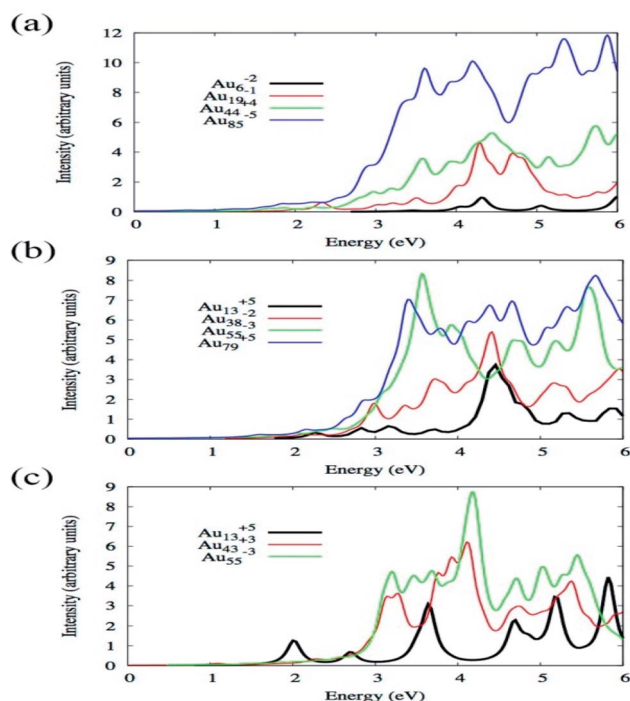 (a)
12
10
8
6
4
2
0
Intensity (arbitrary units)
Au6-2
Au19-1
Au44+4
Au85-5
0 1 2 3 4 5 6
Energy (eV)
(b)
9
8
7
6
5
4
3
2
1
0
Intensity (arbitrary units)
Au13+5
Au38-2
Au55-3
Au79+5
0 1 2 3 4 5 6
Energy (eV)
(c)
9
8
7
6
5
4
3
2
1
0
Intensity (arbitrary units)
Au13+5
Au43+3
Au55-3
0 1 2 3 4 5 6
Energy (eV)